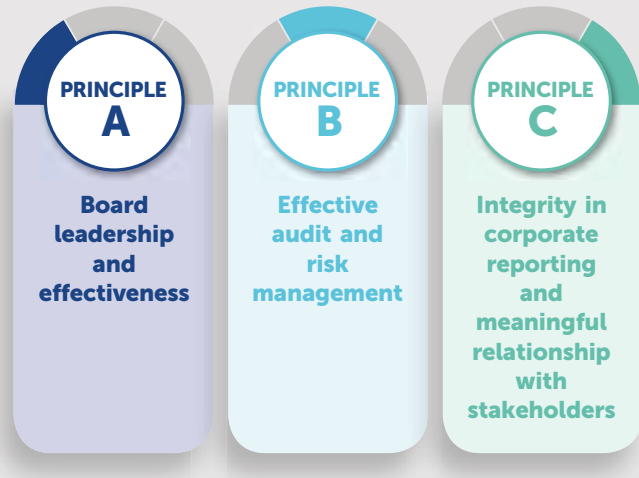 PRINCIPLE
A
Board
leadership
and
effectiveness
PRINCIPLE
B
Effective
audit and
risk
management
PRINCIPLE
C
Integrity in
corporate
reporting
and
meaningful
relationship
with
stakeholders